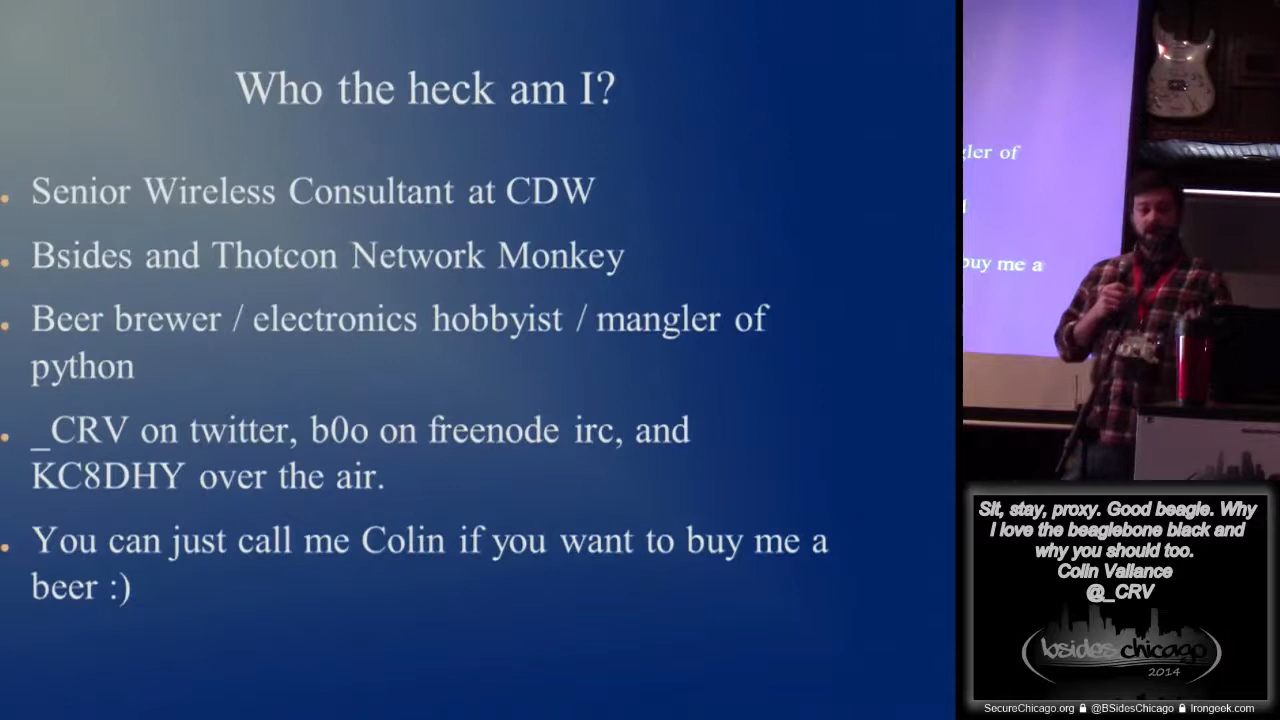 Who the heck am I?
Senior Wireless Consultant at CDW
Bsides and Thotcon Network Monkey
Beer brewer / electronics hobbyist / mangler of
python
_CRV on twitter, b0o on freenode irc, and
KC8DHY over the air.
You can just call me Colin if you want to buy me a
beer :)
gler of
buy me a
Sit, stay, proxy. Good beagle. Why
I love the beaglebone black and
why you should too.
Colin Vallance
@_CRV
bsides chicago
2014
SecureChicago.org @BSidesChicago Irongeek.com